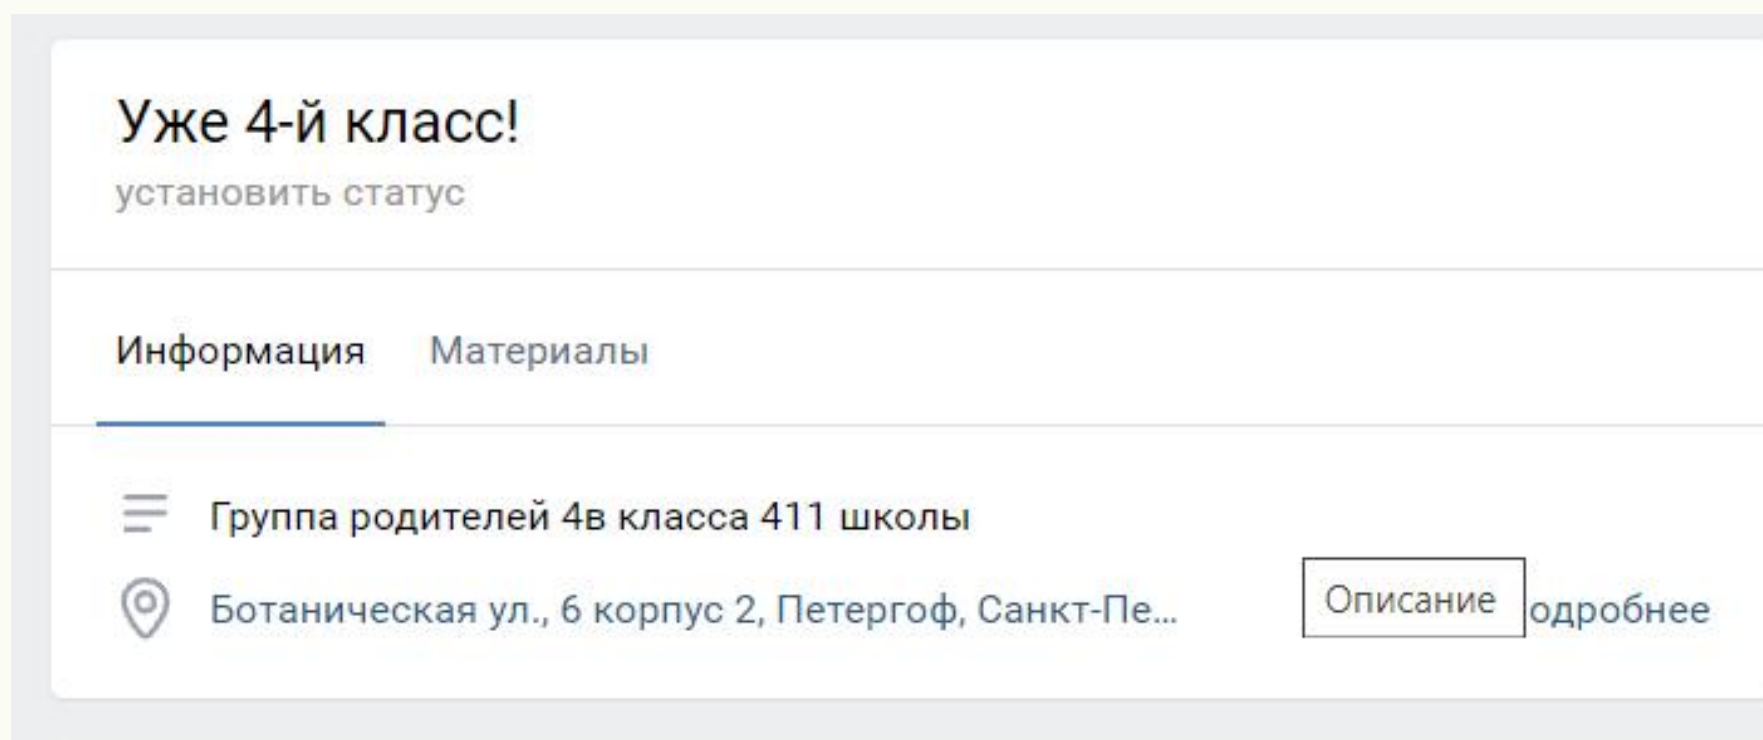 Уже 4-й класс!
установить статус
Информация Материалы
Группа родителей 4в класса 411 школы
Ботаническая ул., 6 корпус 2, Петергоф, Санкт-Пе... Описание одробнее